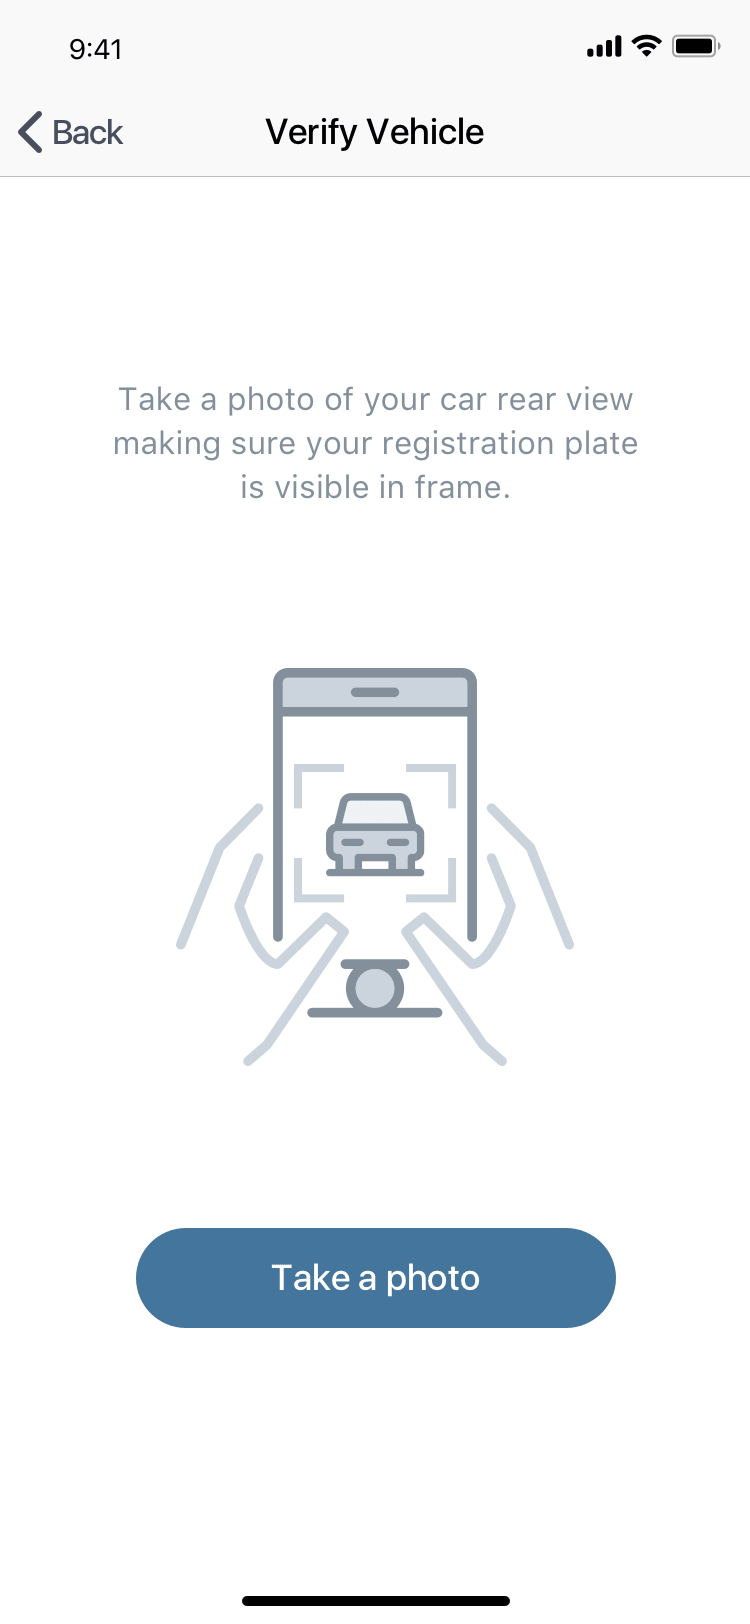 9:41
Back
Verify Vehicle
Take a photo of your car rear view
making sure your registration plate
is visible in frame.
Take a photo